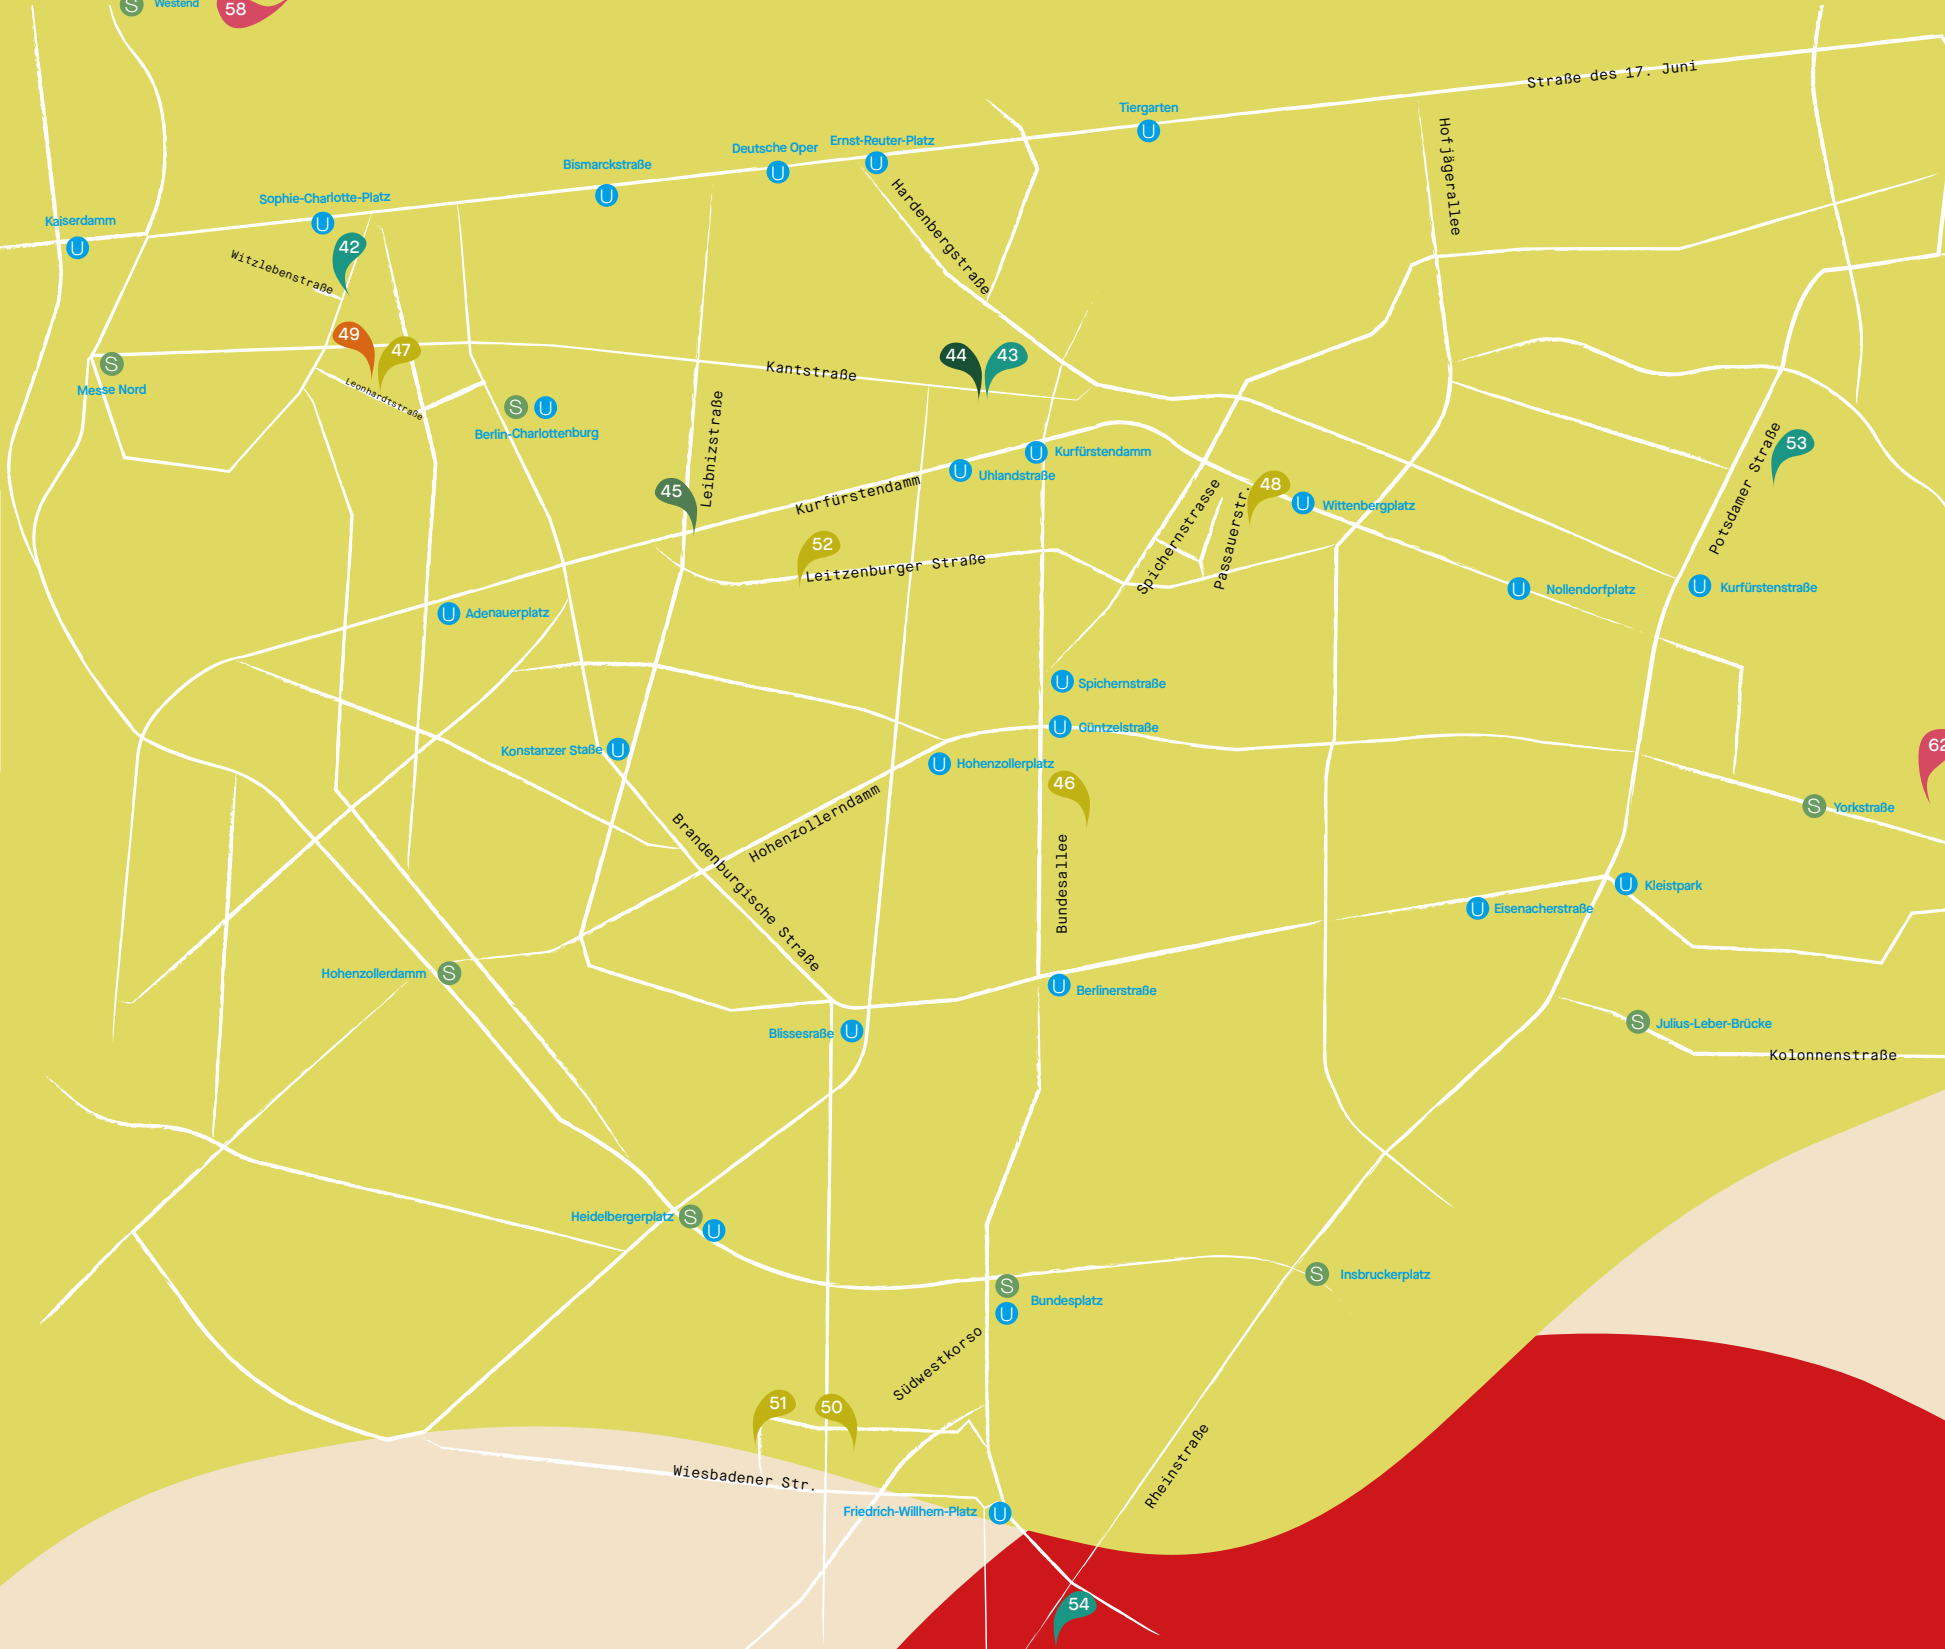 S Westend
58
Straße des 17. Juni
Tiergarten
U
Hofjägerallee
Ernst-Reuter-Platz
U
Deutsche Oper
U
Bismarckstraße
U
Hardenbergstraße
Sophie-Charlotte-Platz
U
Kaiserdamm
U
42
Witzlebenstraße
49
47
44
43
S
Messe Nord
Kantstraße
Leonhardtstraße
S U
Berlin-Charlottenburg
Leibnizstraße
U Kurfürstendamm
U Uhlandstraße
53
Potsdamer Straße
45
Kurfürstendamm
48
Spichernstrasse
Passauerstr.
U Wittenbergplatz
52
Leitzenburger Straße
U Nollendorfplatz
U Kurfürstenstraße
U Adenauerplatz
U Spichernstraße
U Güntzelstraße
Konstanzer Staße U
U Hohenzollerplatz
62
46
S Yorkstraße
Hohenzollerndamm
Brandenburgische Straße
Bundesallee
U Kleistpark
U Eisenacherstraße
Hohenzollerdamm S
U Berlinerstraße
Blissesraße U
S Julius-Leber-Brücke
Kolonnenstraße
Heidelbergerplatz S
U
S Insbruckerplatz
S
Bundesplatz
U
Südwestkorso
51
50
Rheinstraße
Wiesbadener Str.
Friedrich-Willhem-Platz U
54